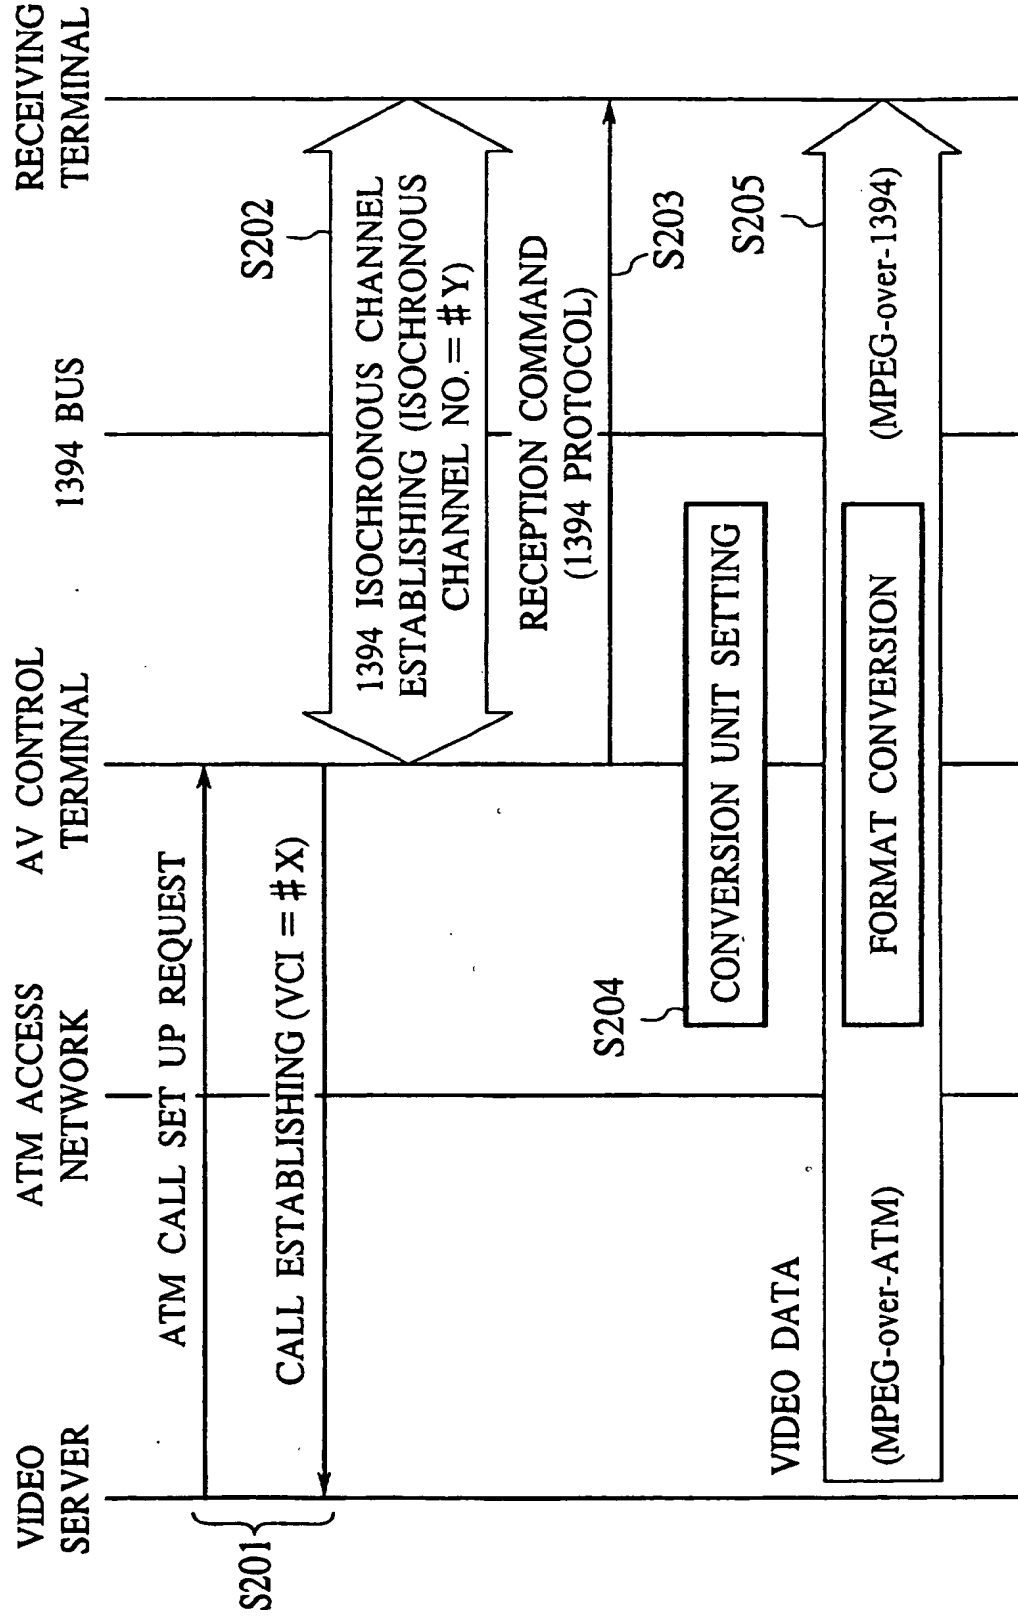 VIDEO
SERVER
ATM ACCESS
NETWORK
AV CONTROL
TERMINAL
1394 BUS
RECEIVING
TERMINAL
S201
ATM CALL SET UP REQUEST
CALL ESTABLISHING (VCI = #X)
S202
1394 ISOCHRONOUS CHANNEL
ESTABLISHING (ISOCHRONOUS
CHANNEL NO. = #Y)
RECEPTION COMMAND
(1394 PROTOCOL)
S203
S204
CONVERSION UNIT SETTING
VIDEO DATA
S205
(MPEG-over-ATM)
FORMAT CONVERSION
(MPEG-over-1394)